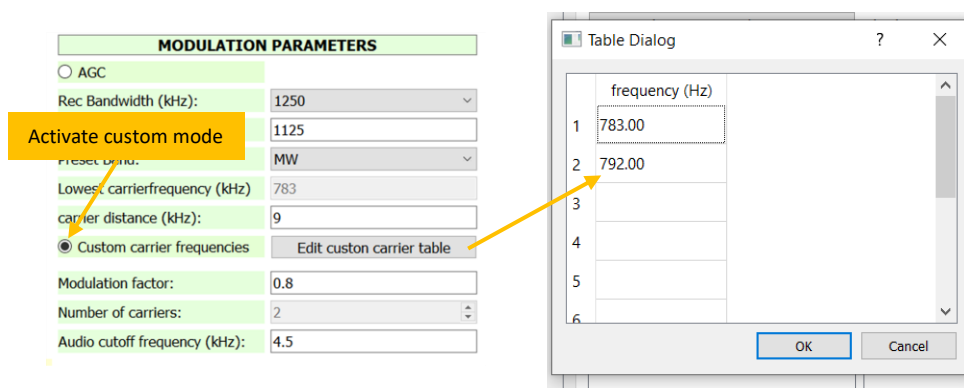 MODULATION PARAMETERS
AGC
Rec Bandwidth (kHz): 1250
Activate custom mode
1125
Preset Band: MW
Lowest carrierfrequency (kHz) 783
carrier distance (kHz): 9
Custom carrier frequencies Edit custon carrier table
Modulation factor: 0.8
Number of carriers: 2
Audio cutoff frequency (kHz): 4.5
Table Dialog ? ×
frequency (Hz)
1 783.00
2 792.00
3
4
5
6
OK Cancel